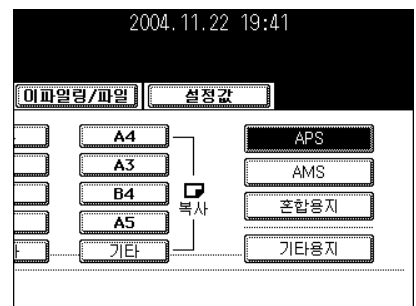 2004.11.22 19:41
이파일링/파일 설정값
A4 APS
A3 AMS
B4 복사 혼합용지
A5
기타 기타용지